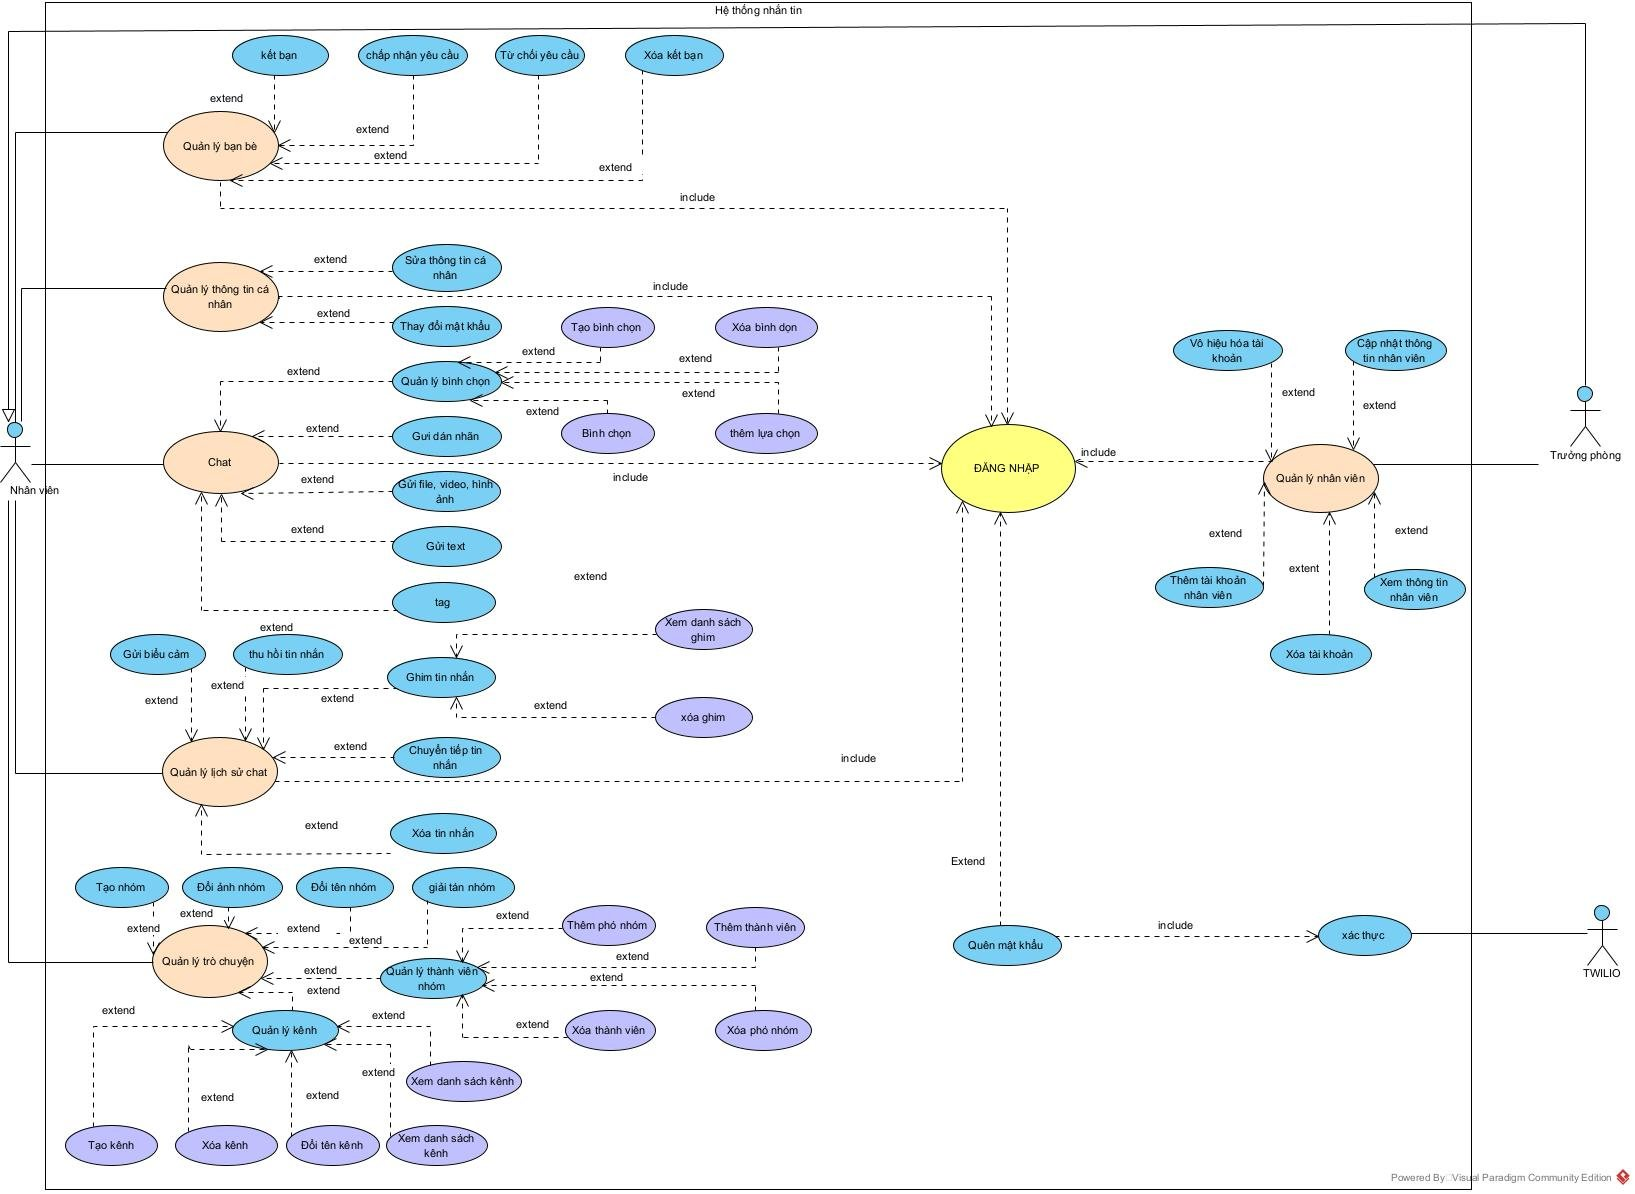 Hệ thống nhắn tin
kết bạn
chấp nhận yêu cầu
Từ chối yêu cầu
Xóa kết bạn
extend
extend
extend
extend
Quản lý bạn bè
include
Sửa thông tin cá
nhân
extend
Quản lý thông tin cá
nhân
include
extend
Thay đổi mật khẩu
Tạo bình chọn
Xóa bình dọn
extend
extend
Quản lý bình chọn
extend
extend
extend
Bình chọn
thêm lựa chọn
extend
Gưi dán nhãn
Chat
include
extend
Gửi file, video, hình
ảnh
extend
Gửi text
extend
tag
extend
Nhân viên
ĐĂNG NHẬP
include
Vô hiệu hóa tài
khoản
Cập nhật thông
tin nhân viên
extend
extend
Quản lý nhân viên
Trưởng phòng
extend
extent
extend
Thêm tài khoản
nhân viên
Xem thông tin
nhân viên
Xóa tài khoản
Gửi biểu cảm
thu hồi tin nhắn
Xem danh sách
ghim
Ghim tin nhắn
extend
extend
extend
extend
xóa ghim
extend
Chuyển tiếp tin
nhắn
Quản lý lịch sử chat
include
extend
Xóa tin nhắn
Extend
Tạo nhóm
Đổi ảnh nhóm
Đổi tên nhóm
giải tán nhóm
extend
extend
extend
extend
extend
Thêm phó nhóm
Thêm thành viên
Quản lý trò chuyện
extend
extend
Quản lý thành viên
nhóm
extend
extend
extend
Xóa thành viên
Xóa phó nhóm
Quên mật khẩu
include
xác thực
TWILIO
extend
Quản lý kênh
extend
extend
extend
extend
Xem danh sách kênh
Tạo kênh
Xóa kênh
Đổi tên kênh
Xem danh sách
kênh
Powered By Visual Paradigm Community Edition